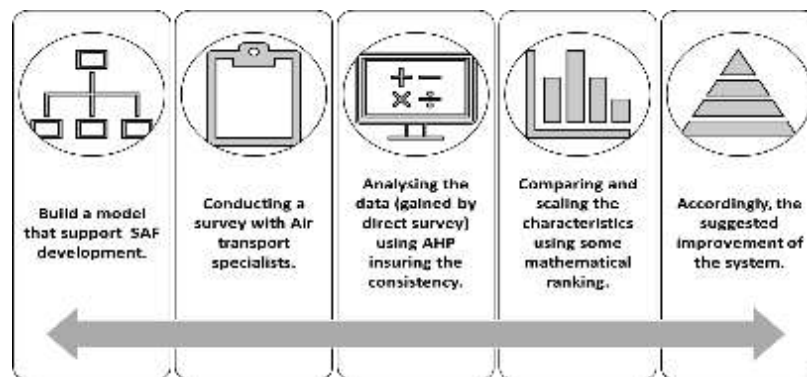 Build a model
that support SAF
development.
Conducting a
survey with Air
transport
specialists.
Analysing the
data (gained by
direct survey)
using AHP
insuring the
consistency.
Comparing and
scaling the
characteristics
using some
mathematical
ranking.
Accordingly, the
suggested
improvement of
the system.